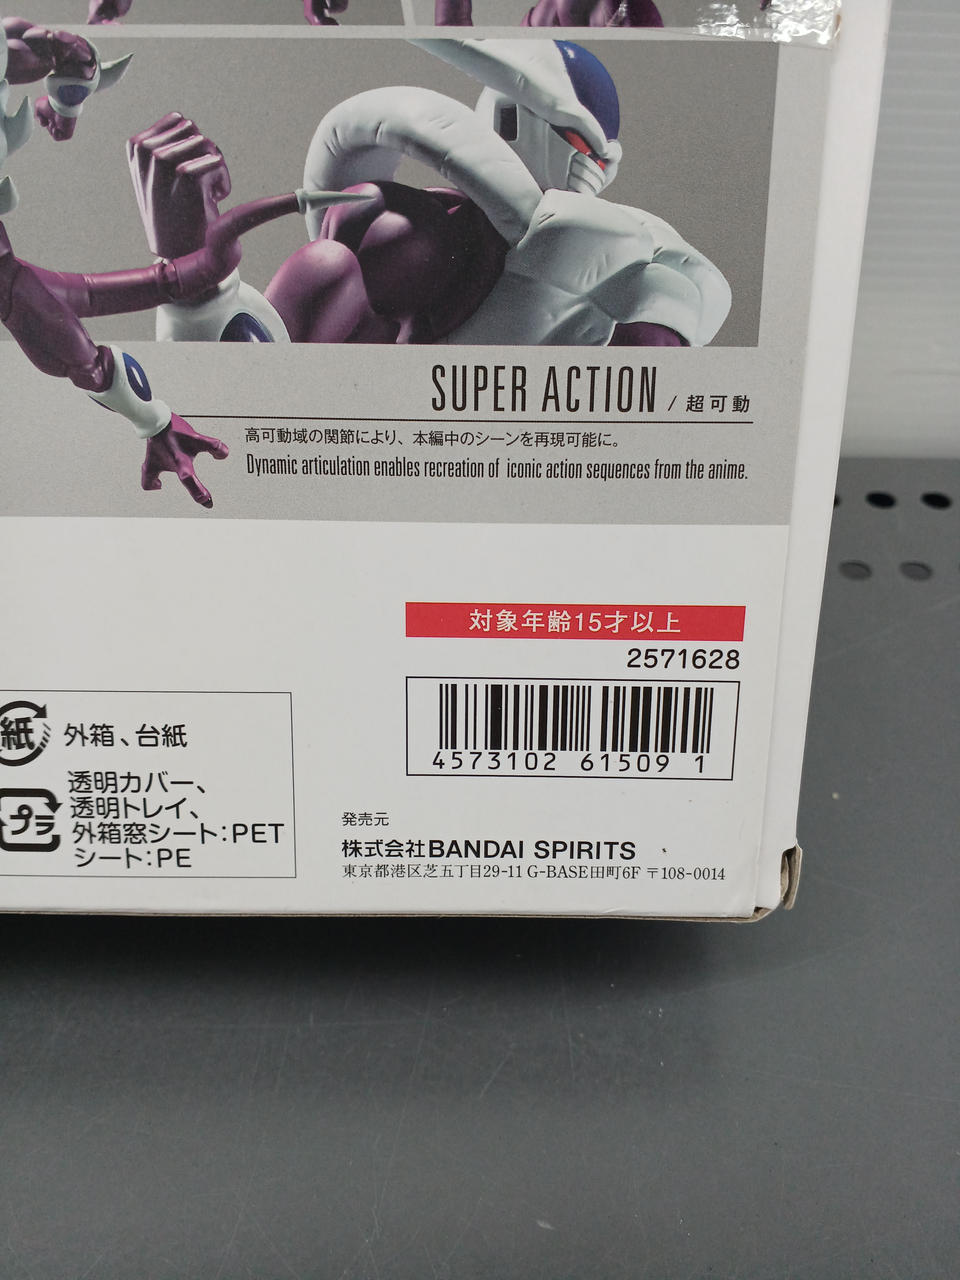 SUPER ACTION / 超可動
高可動域の関節により、本編中のシーンを再現可能に。
Dynamic articulation enables recreation of iconic action sequences from the anime.
対象年齢15才以上
2571628
4573102 61509 1
紙 外箱、台紙
プラ
透明カバー、
透明トレイ、
外箱窓シート:PET
シート:PE
発売元
株式会社BANDAI SPIRITS
東京都港区芝五丁目29-11 G-BASE田町6F 〒108-0014